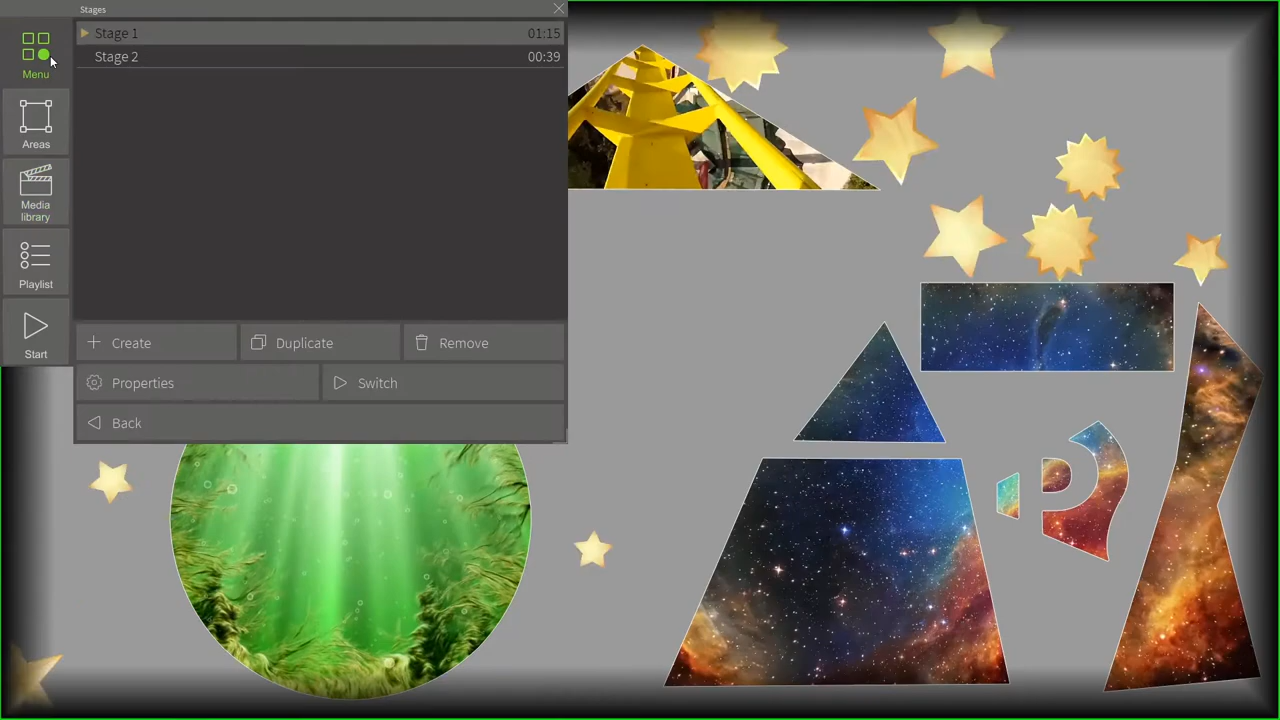 Stages
Menu
Areas
Media
library
Playlist
Start
Stage 1 01:15
Stage 2 00:39
Create
Duplicate
Remove
Properties
Switch
Back